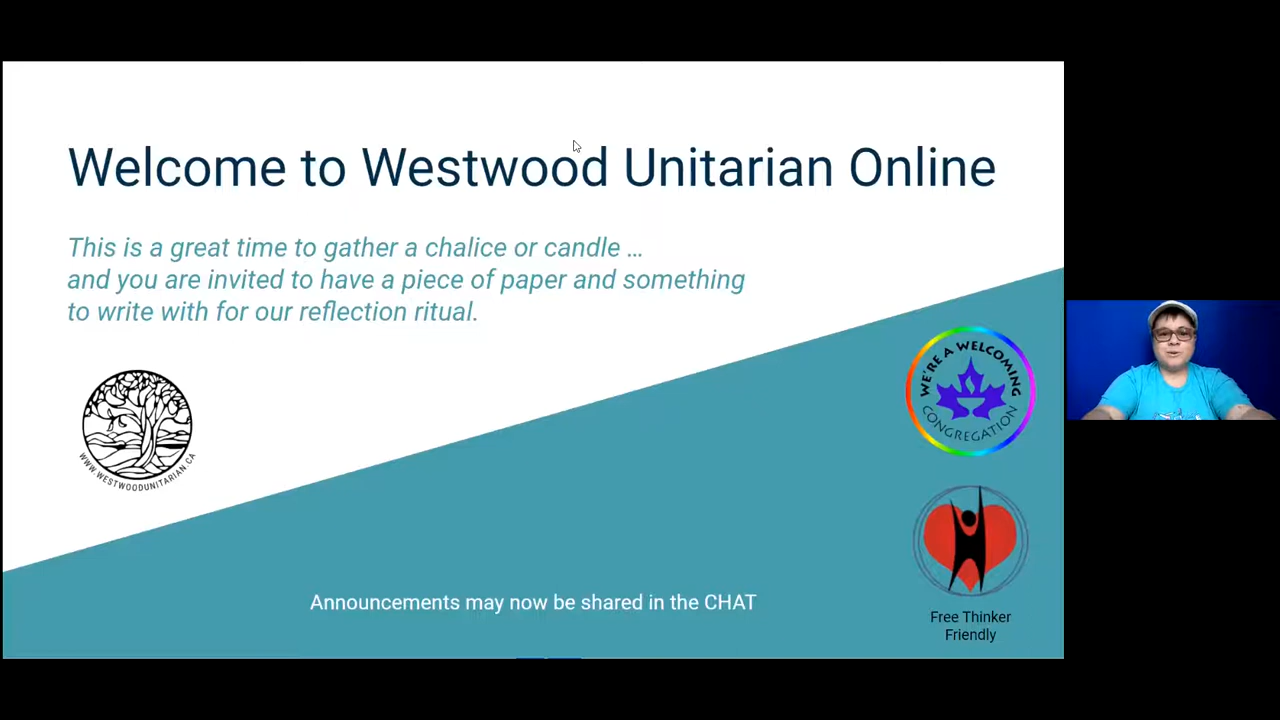 Welcome to Westwood Unitarian Online
This is a great time to gather a chalice or candle ...
and you are invited to have a piece of paper and something
to write with for our reflection ritual.
WWW.WESTWOODUNITARIAN.CA
WE'RE A WELCOMING
CONGREGATION
Announcements may now be shared in the CHAT
Free Thinker
Friendly